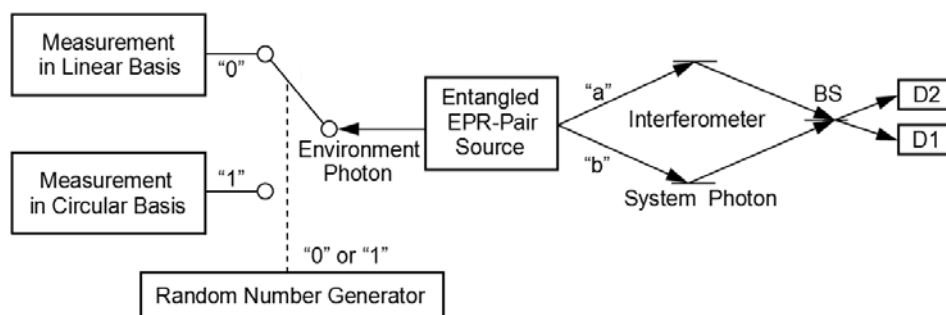 Measurement
in Linear Basis
“0”
Measurement
in Circular Basis
“1”
Environment
Photon
“0” or “1”
Random Number Generator
Entangled
EPR-Pair
Source
“a”
“b”
Interferometer
System Photon
BS
D2
D1